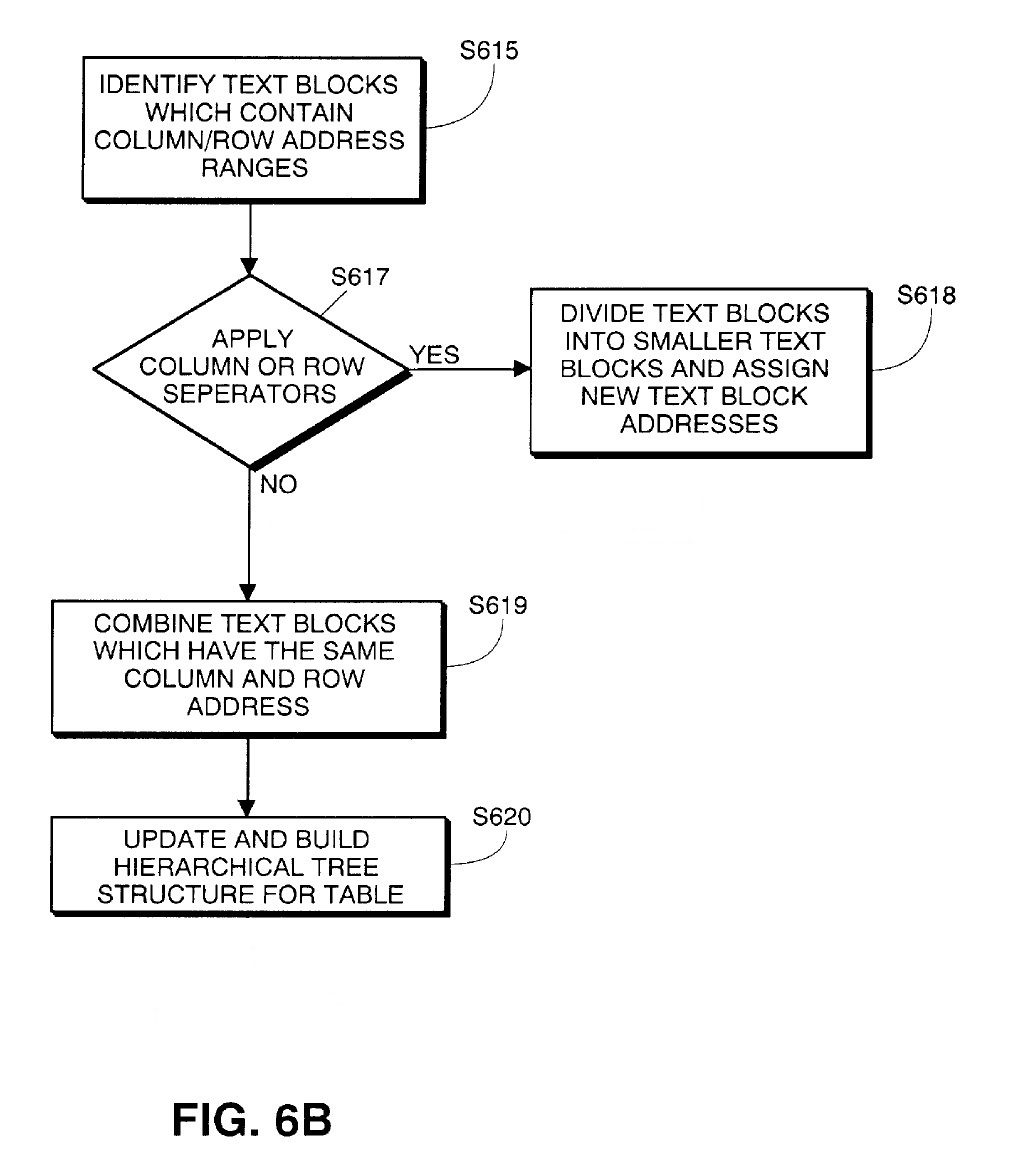 S615
IDENTIFY TEXT BLOCKS
WHICH CONTAIN
COLUMN/ROW ADDRESS
RANGES
S617
APPLY
COLUMN OR ROW
SEPERATORS
YES
S618
DIVIDE TEXT BLOCKS
INTO SMALLER TEXT
BLOCKS AND ASSIGN
NEW TEXT BLOCK
ADDRESSES
NO
S619
COMBINE TEXT BLOCKS
WHICH HAVE THE SAME
COLUMN AND ROW
ADDRESS
S620
UPDATE AND BUILD
HIERARCHICAL TREE
STRUCTURE FOR TABLE
FIG. 6B